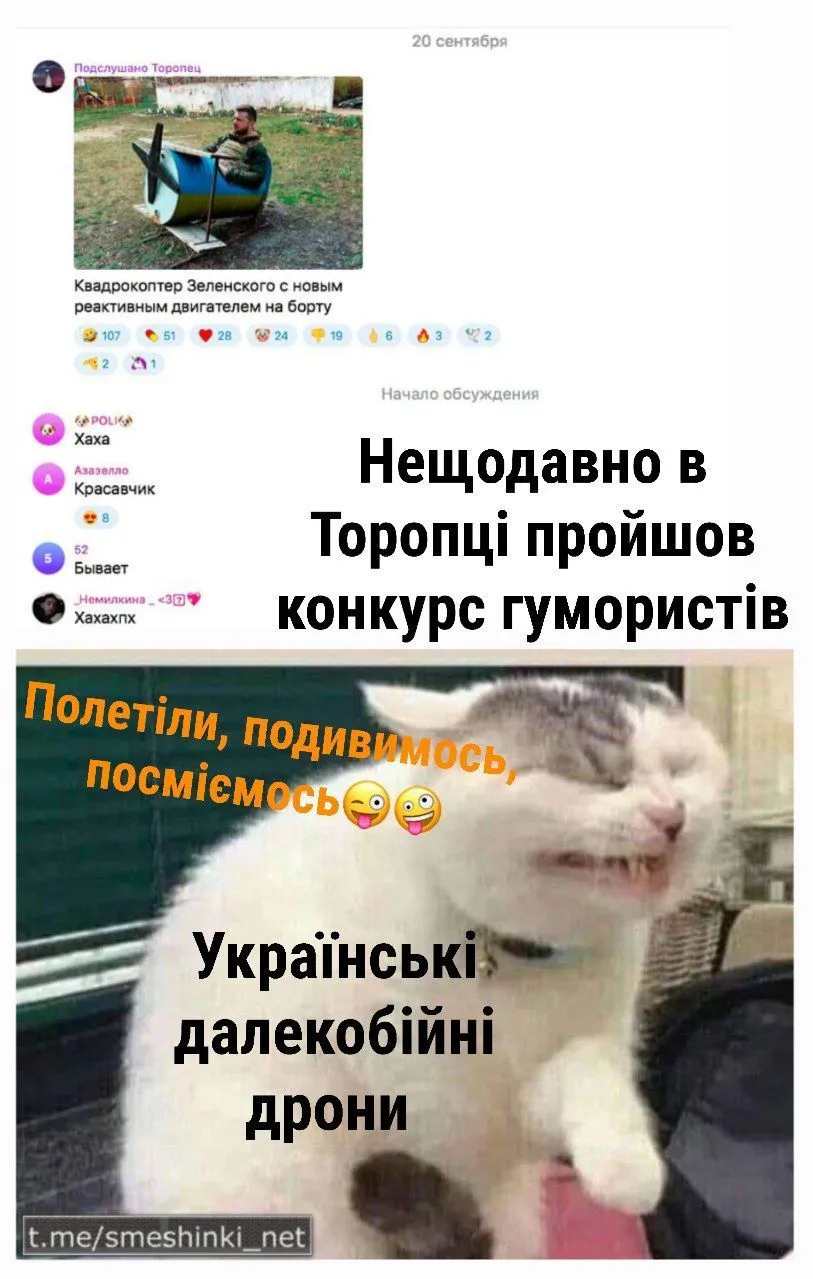 20 сентября
Подслушано Торопец
Квадрокоптер Зеленского с новым
реактивным двигателем на борту
107 51 28 24 19 6 3 2
2 1
Начало обсуждения
POLI
Хаха
А
Азазелло
Красавчик
8
5
52
Бывает
_Немилкина_<3?
Хахахпх
Нещодавно в
Торопці пройшов
конкурс гумористів
Полетіли, подивимось,
посміємось
Українські
далекобійні
дрони
t.me/smeshinki_net